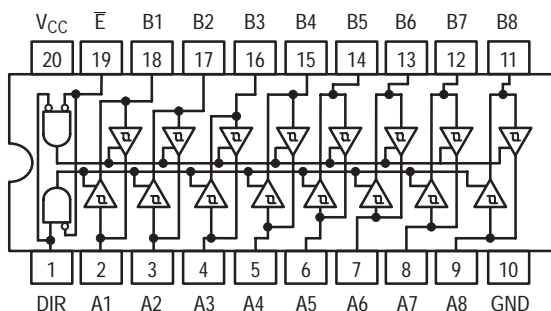 V_CC E̅ B1 B2 B3 B4 B5 B6 B7 B8
20 19 18 17 16 15 14 13 12 11
1 2 3 4 5 6 7 8 9 10
DIR A1 A2 A3 A4 A5 A6 A7 A8 GND